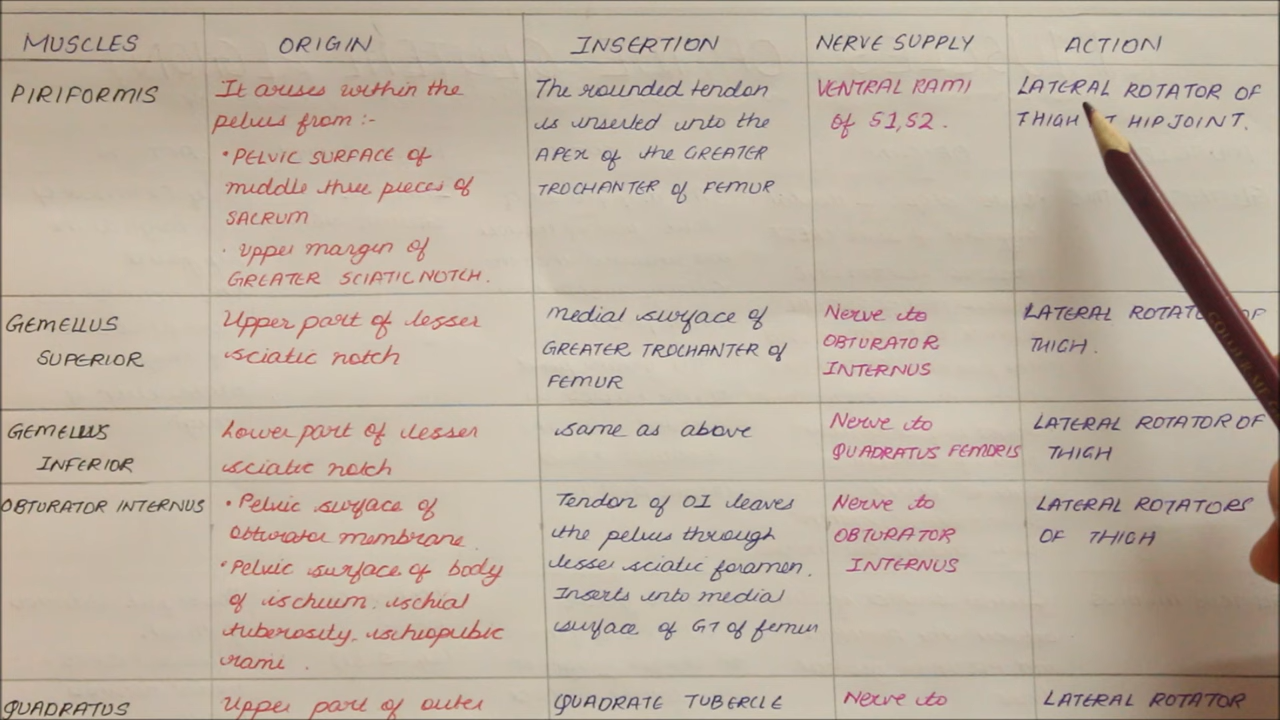 MUSCLES ORIGIN INSERTION NERVE SUPPLY ACTION
PIRIFORMIS
It arises within the
pelvis from :-
• PELVIC SURFACE of
middle three pieces of
SACRUM
• Upper margin of
GREATER SCIATIC NOTCH.
The rounded tendon
is inserted into the
APEX of the GREATER
TROCHANTER of FEMUR
VENTRAL RAMI
of S1, S2.
LATERAL ROTATOR OF
THIGH T HIP JOINT.
GEMELLUS
SUPERIOR
Upper part of lesser
sciatic notch
medial surface of
GREATER TROCHANTER of
FEMUR
Nerve to
OBTURATOR
INTERNUS
LATERAL ROTATO OF
THIGH.
GEMELLUS
INFERIOR
Lower part of lesser
sciatic notch
same as above
Nerve to
QUADRATUS FEMORIS
LATERAL ROTATOR OF
THIGH
OBTURATOR INTERNUS
• Pelvic surface of
Obturator membrane.
• Pelvic surface of body
of ischium. ischial
tuberosity, ischiopubic
rami.
Tendon of OI leaves
the pelvis through
lesser sciatic foramen.
Inserts into medial
surface of GT of femur
Nerve to
OBTURATOR
INTERNUS
LATERAL ROTATORS
OF THIGH
QUADRATUS
Upper part of outer
QUADRATE TUBERCLE
Nerve to
LATERAL ROTATOR